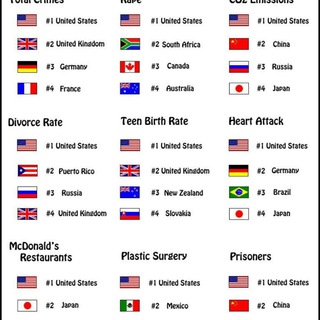 Total Crimes Rape CO2 Emissions
#1 United States #1 United States #1 United States
#2 United Kingdom #2 South Africa #2 China
#3 Germany #3 Canada #3 Russia
#4 France #4 Australia #4 Japan
Divorce Rate Teen Birth Rate Heart Attack
#1 United States #1 United States #1 United States
#2 Puerto Rico #2 United Kingdom #2 Germany
#3 Russia #3 New Zealand #3 Brazil
#4 United Kingdom #4 Slovakia #4 Japan
McDonald's
Restaurants Plastic Surgery Prisoners
#1 United States #1 United States #1 United States
#2 Japan #2 Mexico #2 China